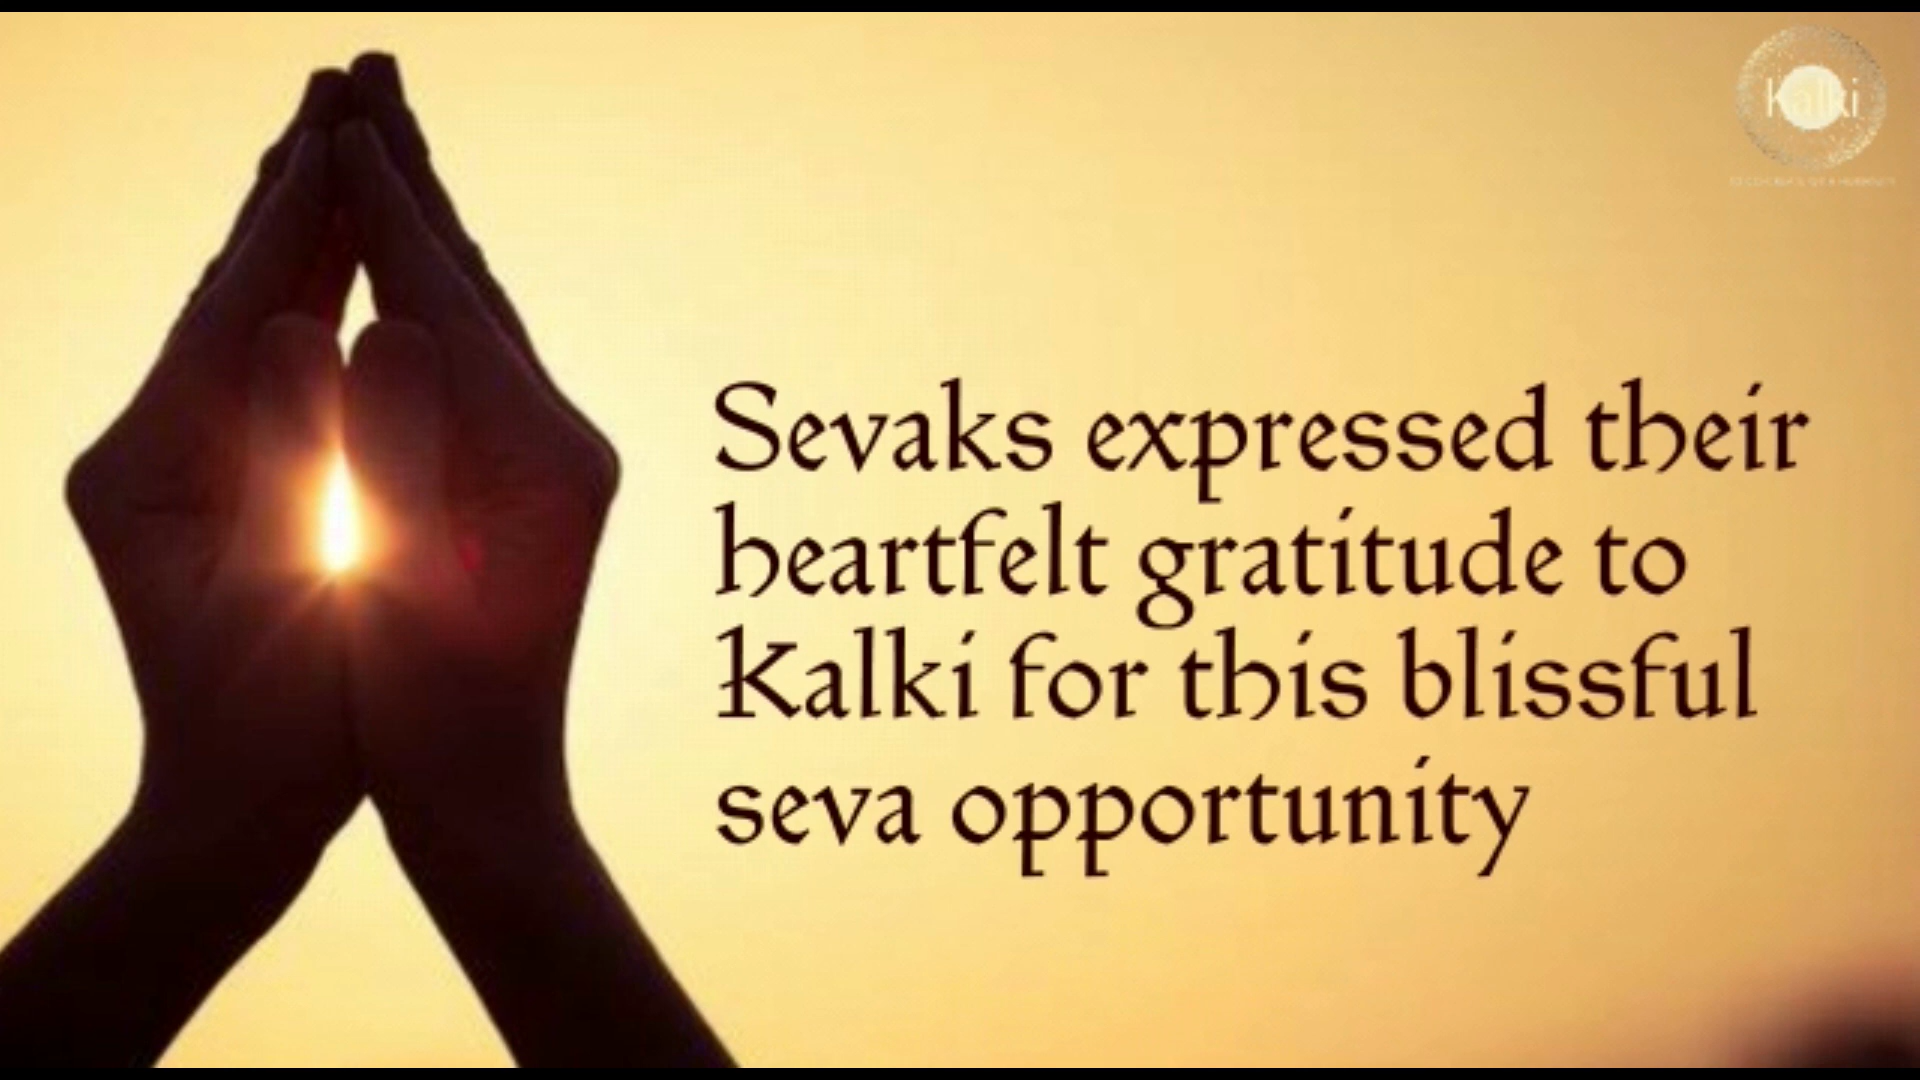 Kalki
Sevaks expressed their
heartfelt gratitude to
Kalki for this blissful
seva opportunity